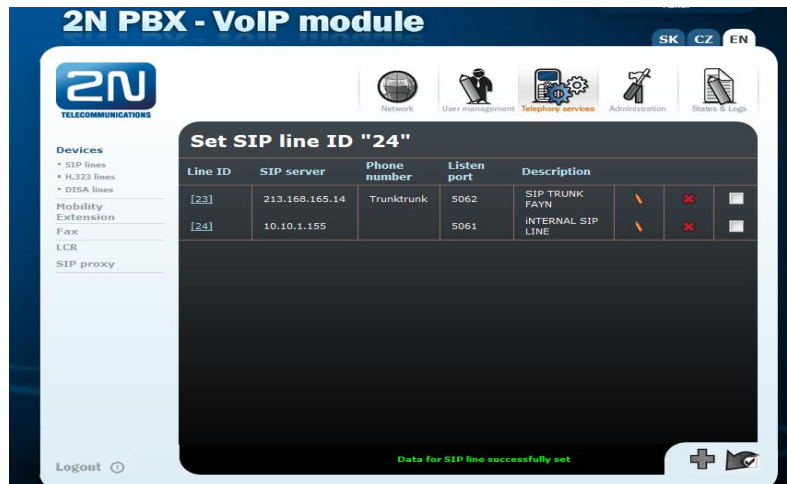 2N PBX - VoIP module
SK CZ EN
2N
TELECOMMUNICATIONS
Network
User management
Telephony services
Administration
States & Logs
Devices
SIP lines
H.323 lines
DISA lines
Mobility
Extension
Fax
LCR
SIP proxy
Logout
Set SIP line ID "24"
Line ID SIP server Phone number Listen port Description
[23] 213.168.165.14 Trunktrunk 5062 SIP TRUNK FAYN
[24] 10.10.1.155 5061 iNTERNAL SIP LINE
Data for SIP line successfully set